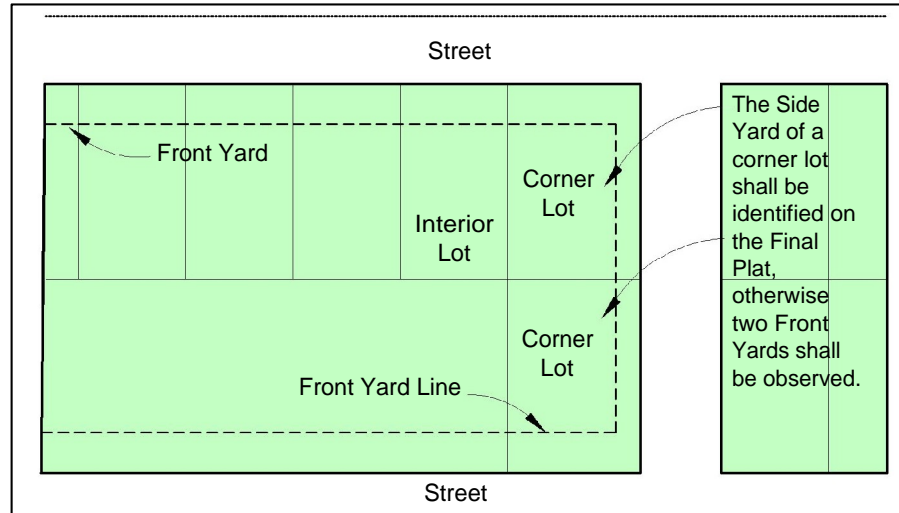 Street
Front Yard
Corner
Lot
Interior
Lot
The Side
Yard of a
corner lot
shall be
identified on
the Final
Plat,
otherwise
two Front
Yards shall
be observed.
Corner
Lot
Front Yard Line
Street